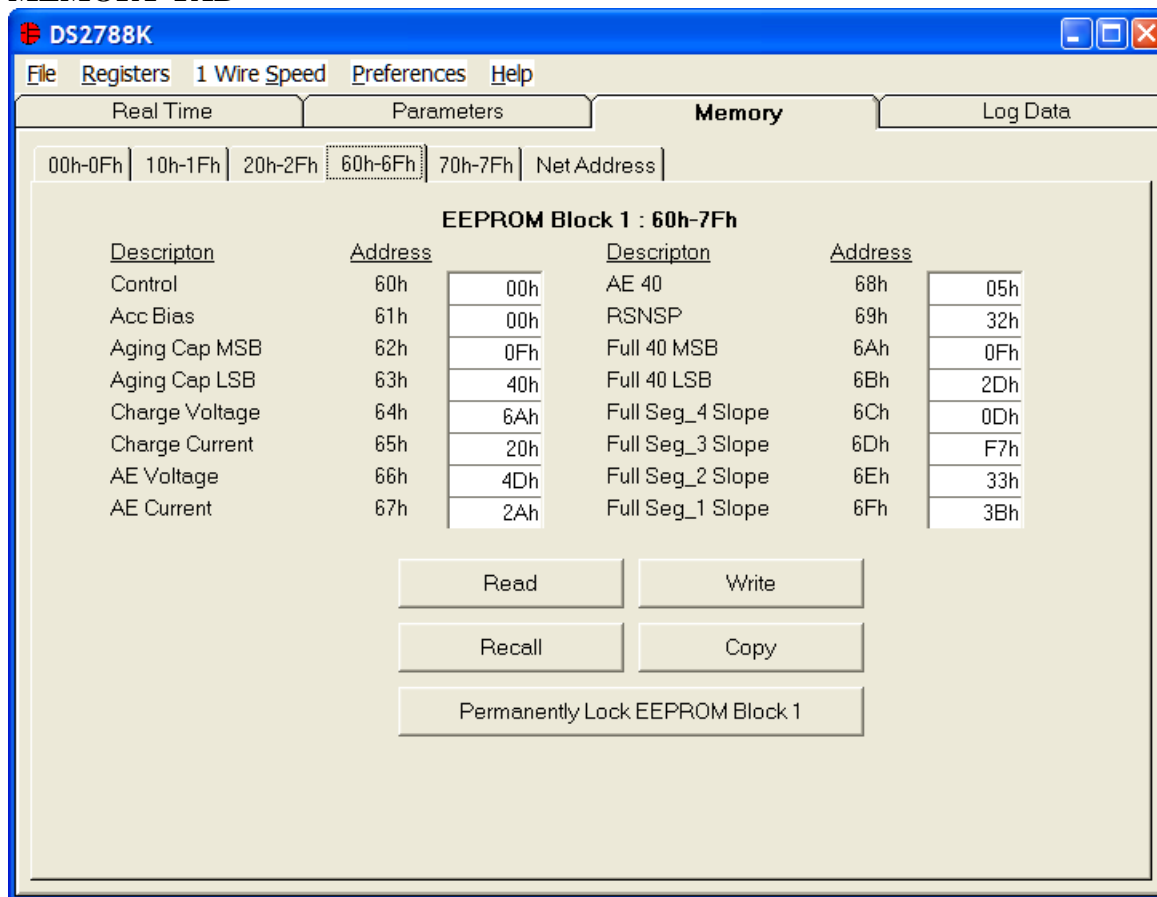 MEMORY TAB
DS2788K
File Registers 1 Wire Speed Preferences Help
Real Time Parameters Memory Log Data
00h-0Fh 10h-1Fh 20h-2Fh 60h-6Fh 70h-7Fh Net Address
EEPROM Block 1 : 60h-7Fh
Descripton Address Descripton Address
Control 60h 00h AE 40 68h 05h
Acc Bias 61h 00h RSNSP 69h 32h
Aging Cap MSB 62h 0Fh Full 40 MSB 6Ah 0Fh
Aging Cap LSB 63h 40h Full 40 LSB 6Bh 2Dh
Charge Voltage 64h 6Ah Full Seg_4 Slope 6Ch 0Dh
Charge Current 65h 20h Full Seg_3 Slope 6Dh F7h
AE Voltage 66h 4Dh Full Seg_2 Slope 6Eh 33h
AE Current 67h 2Ah Full Seg_1 Slope 6Fh 3Bh
Read Write
Recall Copy
Permanently Lock EEPROM Block 1